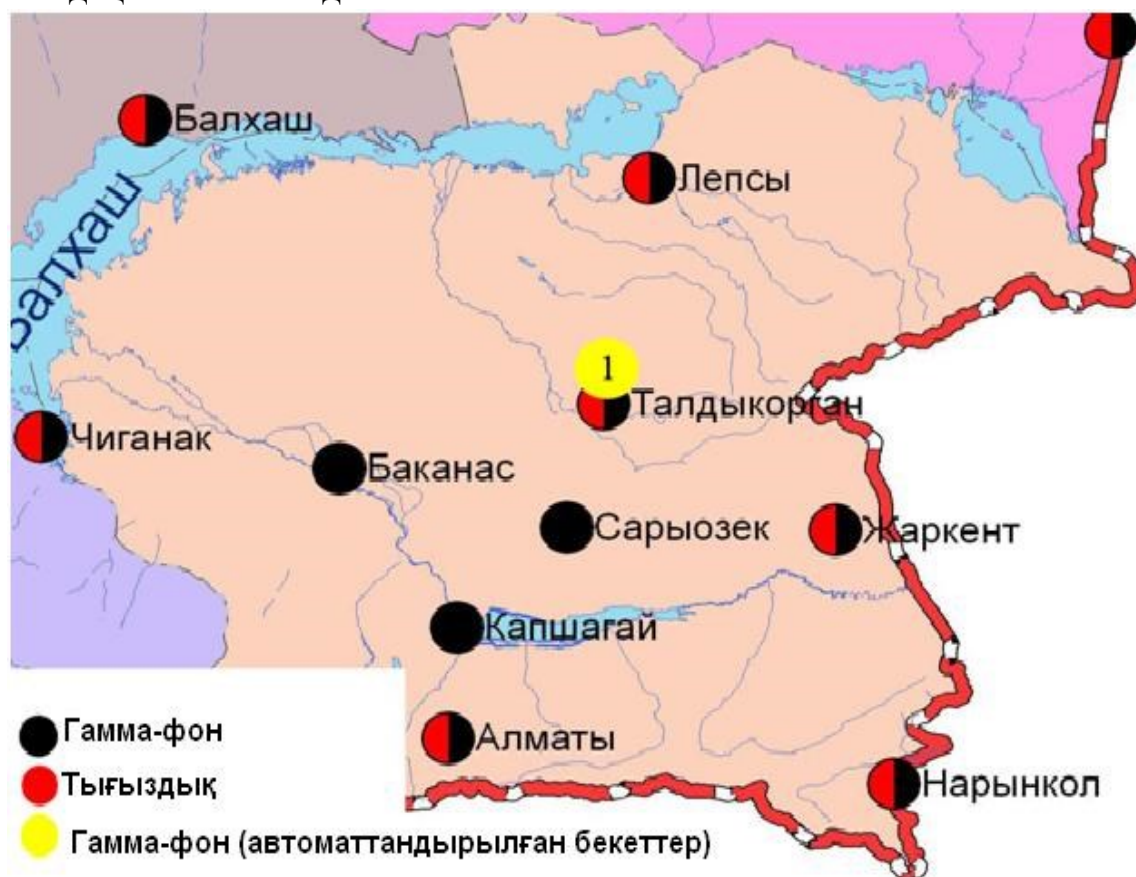 Балхаш
Лепсы
Балхаш
1
Талдыкорган
Чиганак
Баканас
Сарыозек
Жаркент
Капшагай
Алматы
Нарынкол
Гамма-фон
Тығыздық
Гамма-фон (автоматтандырылған бекеттер)